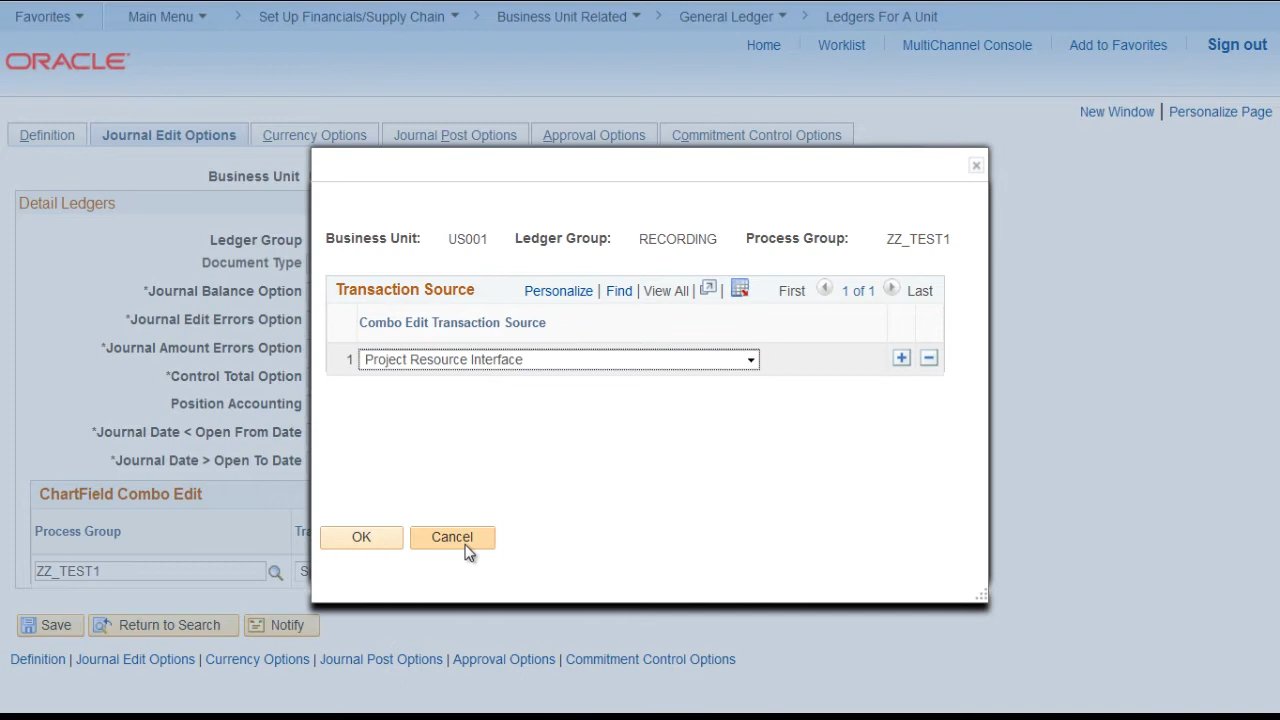 Favorites Main Menu > Set Up Financials/Supply Chain > Business Unit Related > General Ledger > Ledgers For A Unit
Home Worklist MultiChannel Console Add to Favorites Sign out
ORACLE
New Window | Personalize Page
Definition Journal Edit Options Currency Options Journal Post Options Approval Options Commitment Control Options
Business Unit
Detail Ledgers
Ledger Group
Document Type
*Journal Balance Option
*Journal Edit Errors Option
*Journal Amount Errors Option
*Control Total Option
Position Accounting
*Journal Date < Open From Date
*Journal Date > Open To Date
ChartField Combo Edit
Process Group
ZZ_TEST1
Business Unit: US001 Ledger Group: RECORDING Process Group: ZZ_TEST1
Transaction Source Personalize | Find | View All | | First 1 of 1 Last
Combo Edit Transaction Source
1 Project Resource Interface
OK Cancel
Save Return to Search Notify
Definition | Journal Edit Options | Currency Options | Journal Post Options | Approval Options | Commitment Control Options